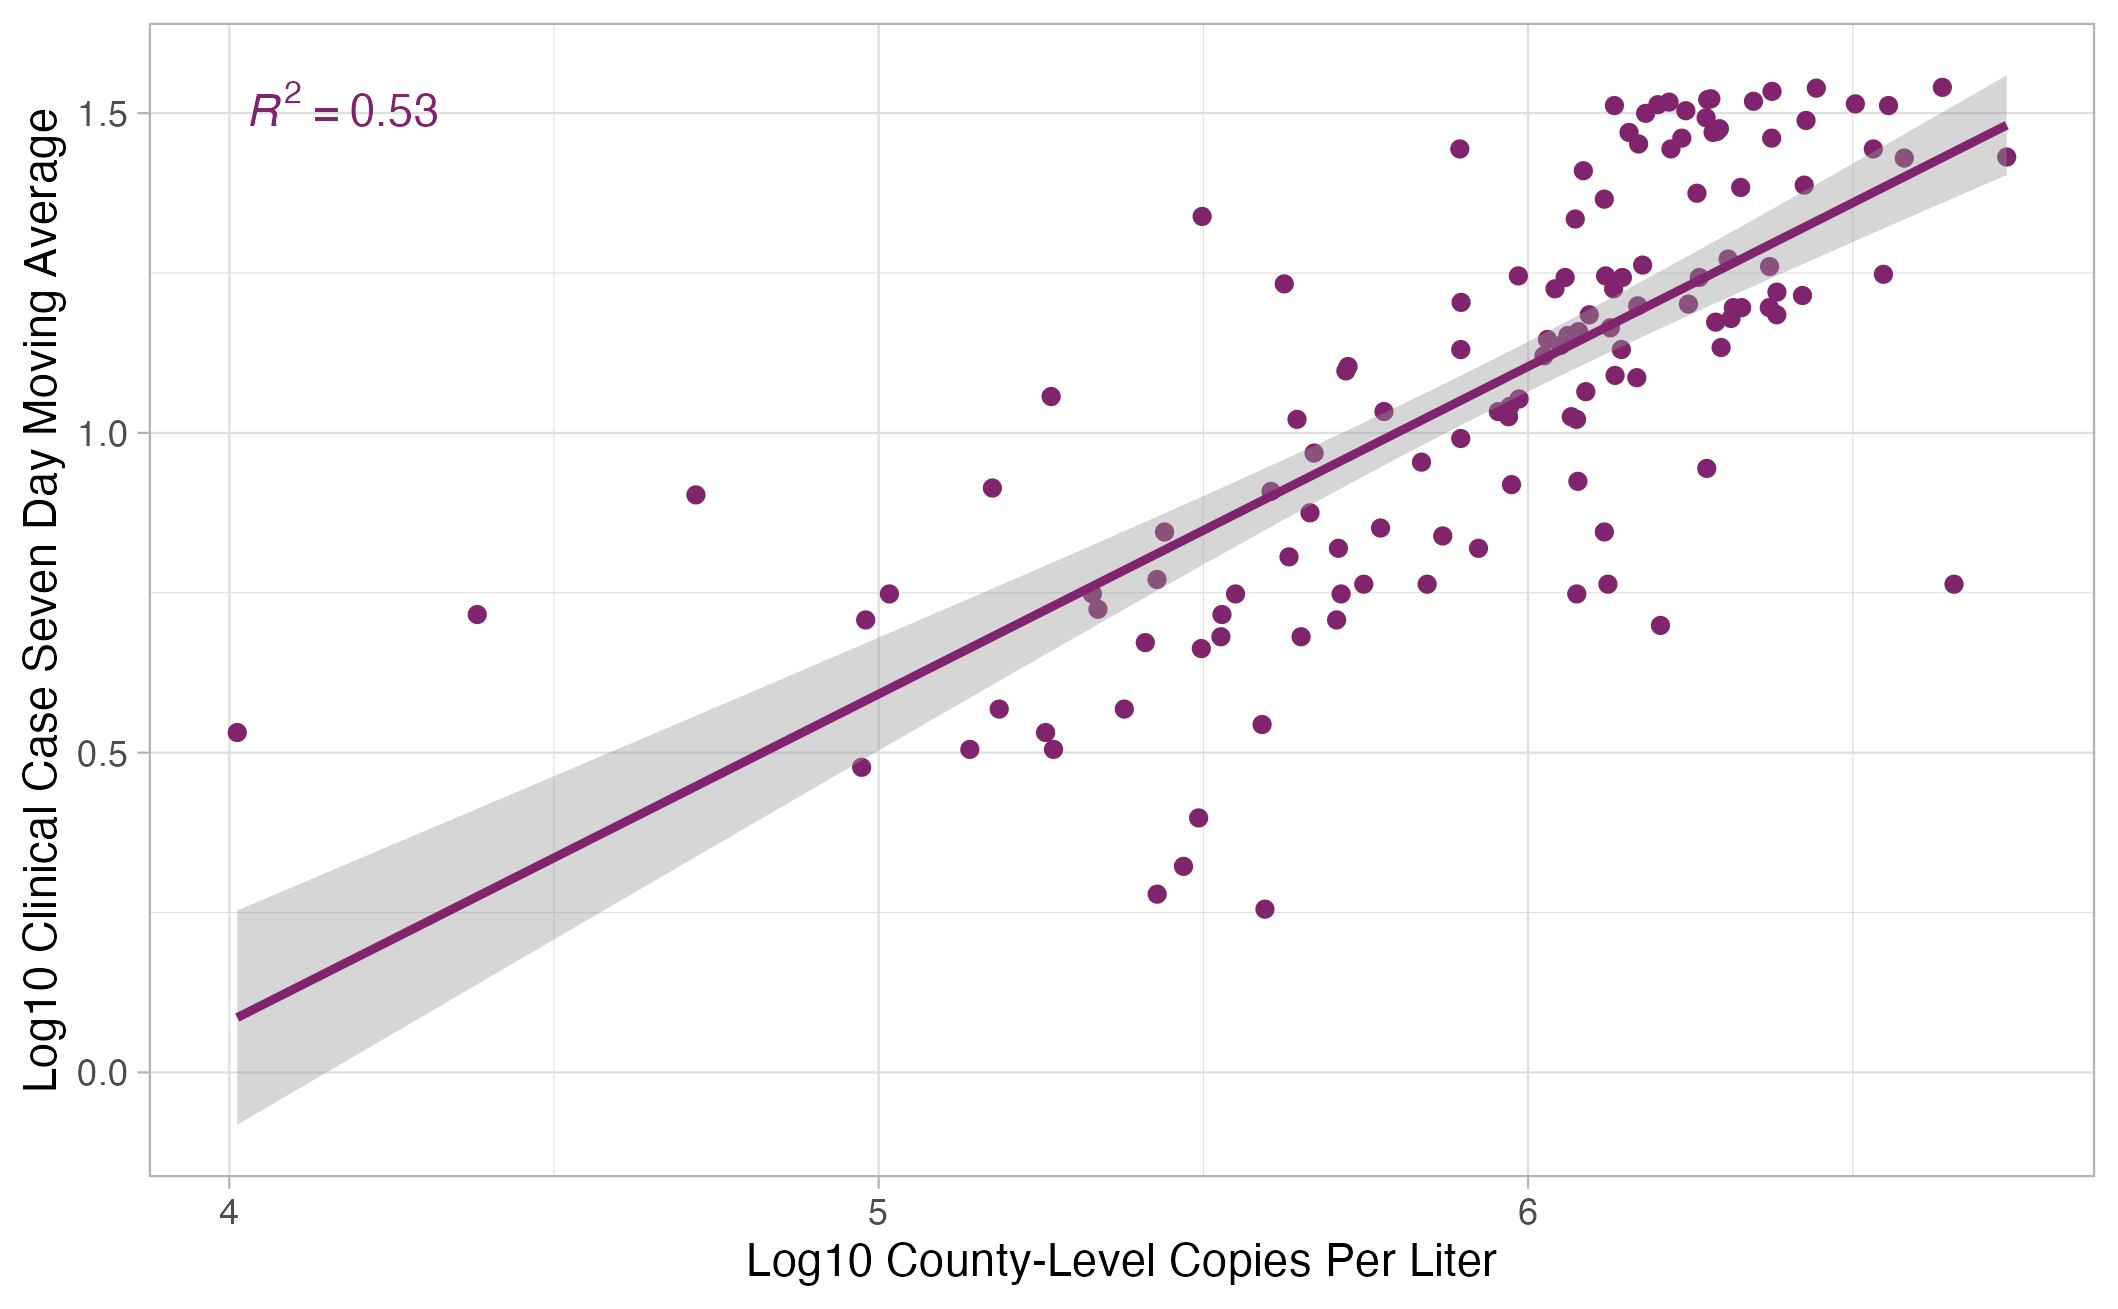 R² = 0.53
Log10 Clinical Case Seven Day Moving Average
1.5
1.0
0.5
0.0
4 5 6
Log10 County-Level Copies Per Liter